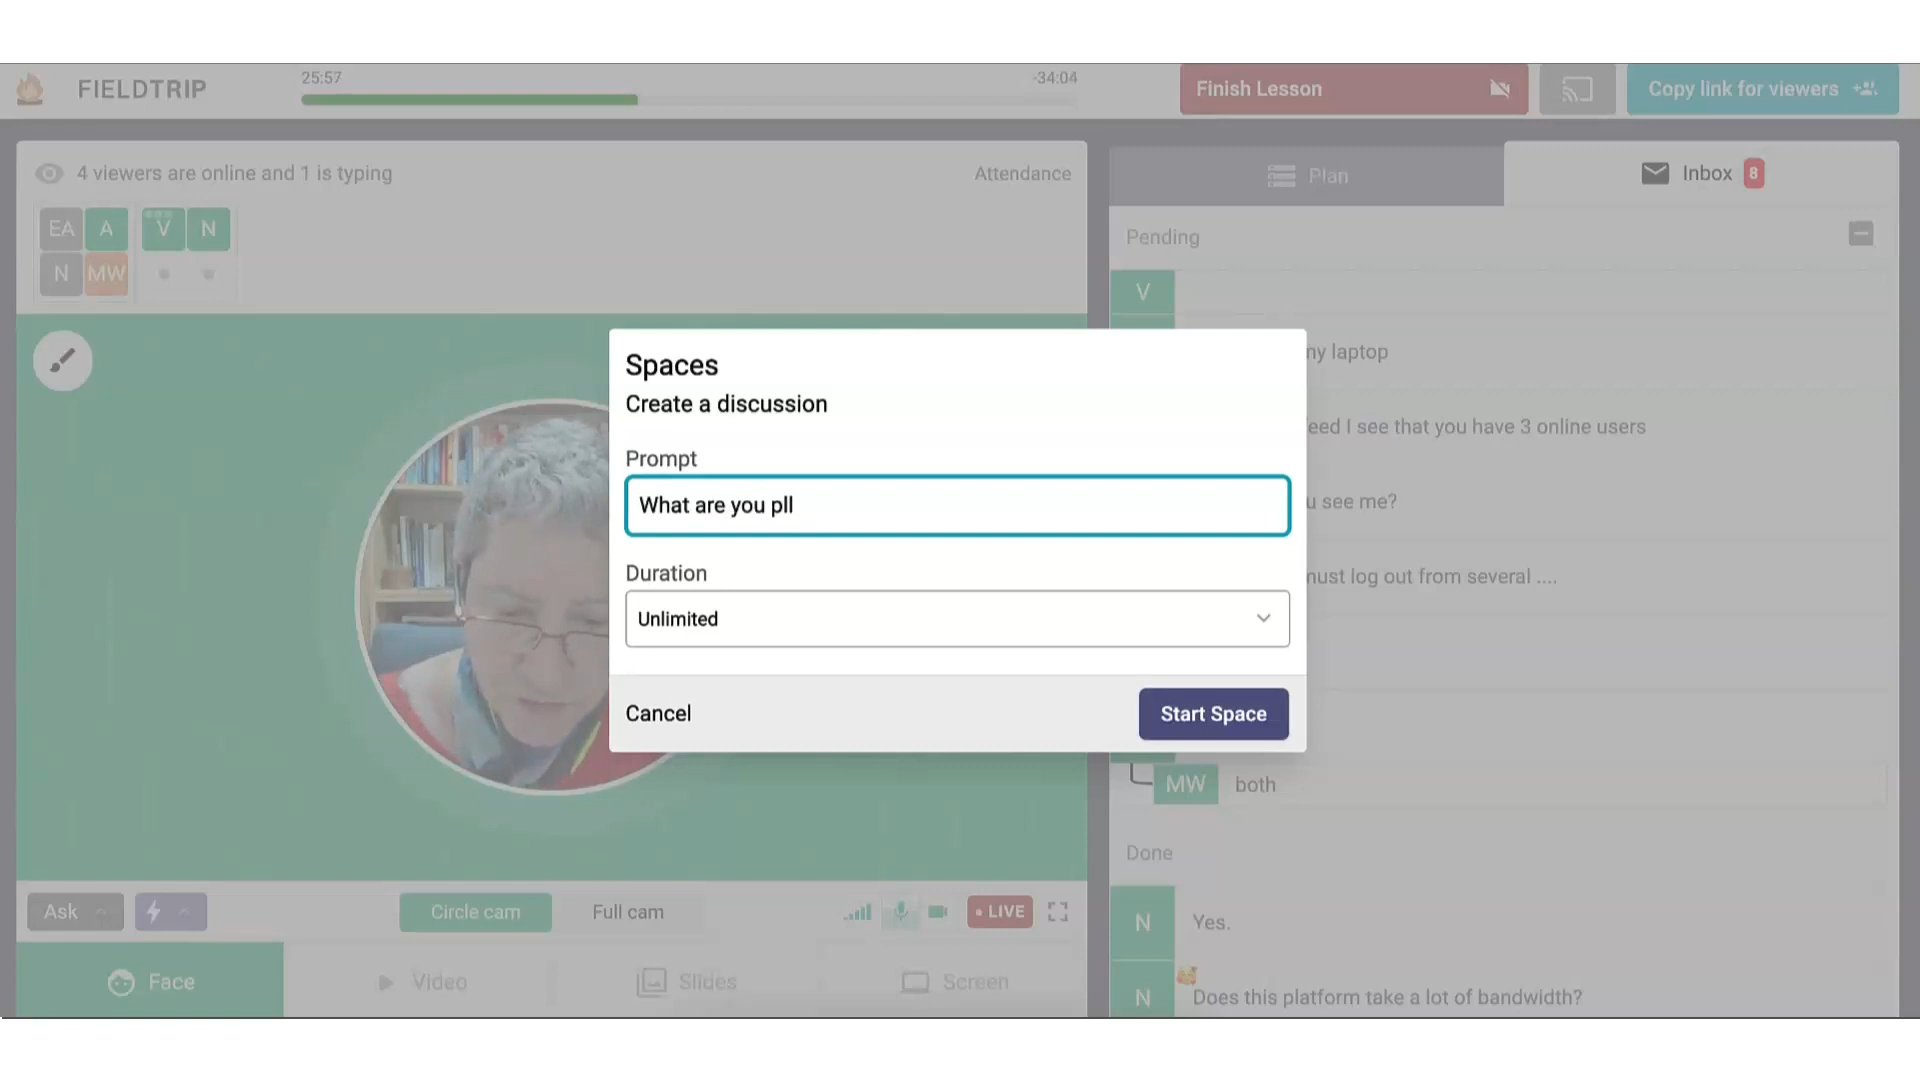 FIELDTRIP
25:57
-34:04
Finish Lesson
Copy link for viewers
4 viewers are online and 1 is typing
Attendance
EA A V N
N MW
Plan
Inbox 8
Pending
V
ny laptop
eed I see that you have 3 online users
u see me?
nust log out from several ....
Spaces
Create a discussion
Prompt
What are you pll
Duration
Unlimited
Cancel
Start Space
MW both
Done
N Yes.
N Does this platform take a lot of bandwidth?
Ask
Circle cam
Full cam
LIVE
Face
Video
Slides
Screen